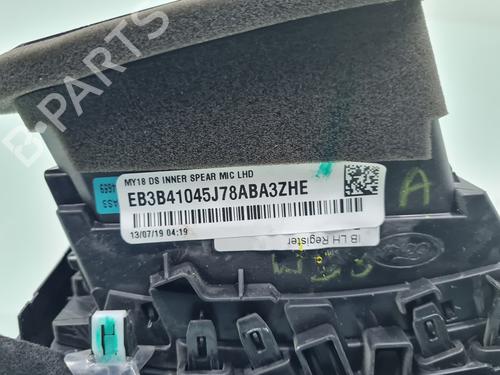 B-PARTS
MY18 DS INNER SPEAR MIC LHD
EB3B41045J78ABA3ZHE
13/07/19 04:19
IB LH Register
A
H